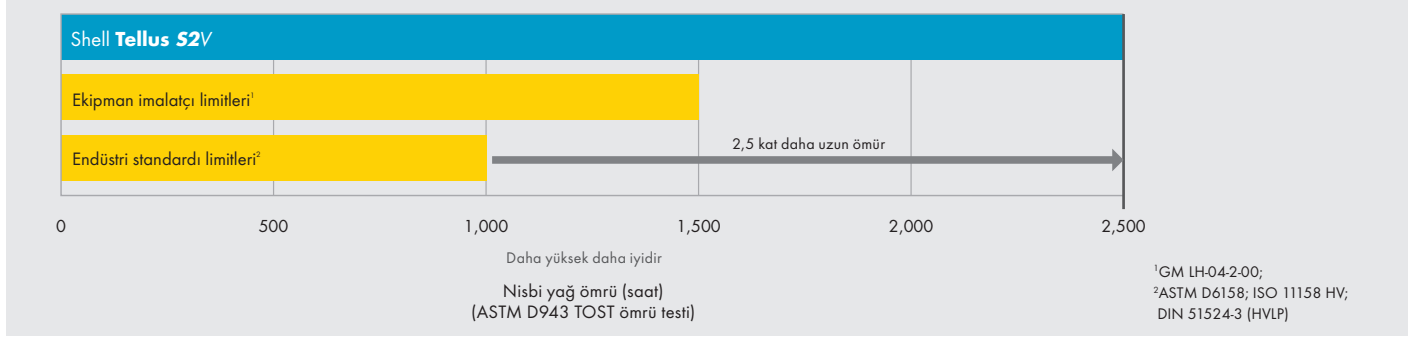 Shell Tellus S2V
Ekipman imalatçı limitleri¹
Endüstri standardı limitleri²
2,5 kat daha uzun ömür
0 500 1,000 1,500 2,000 2,500
Daha yüksek daha iyidir
Nisbi yağ ömrü (saat)
(ASTM D943 TOST ömrü testi)
¹GM LH-04-2-00;
²ASTM D6158; ISO 11158 HV;
DIN 51524-3 (HVLP)